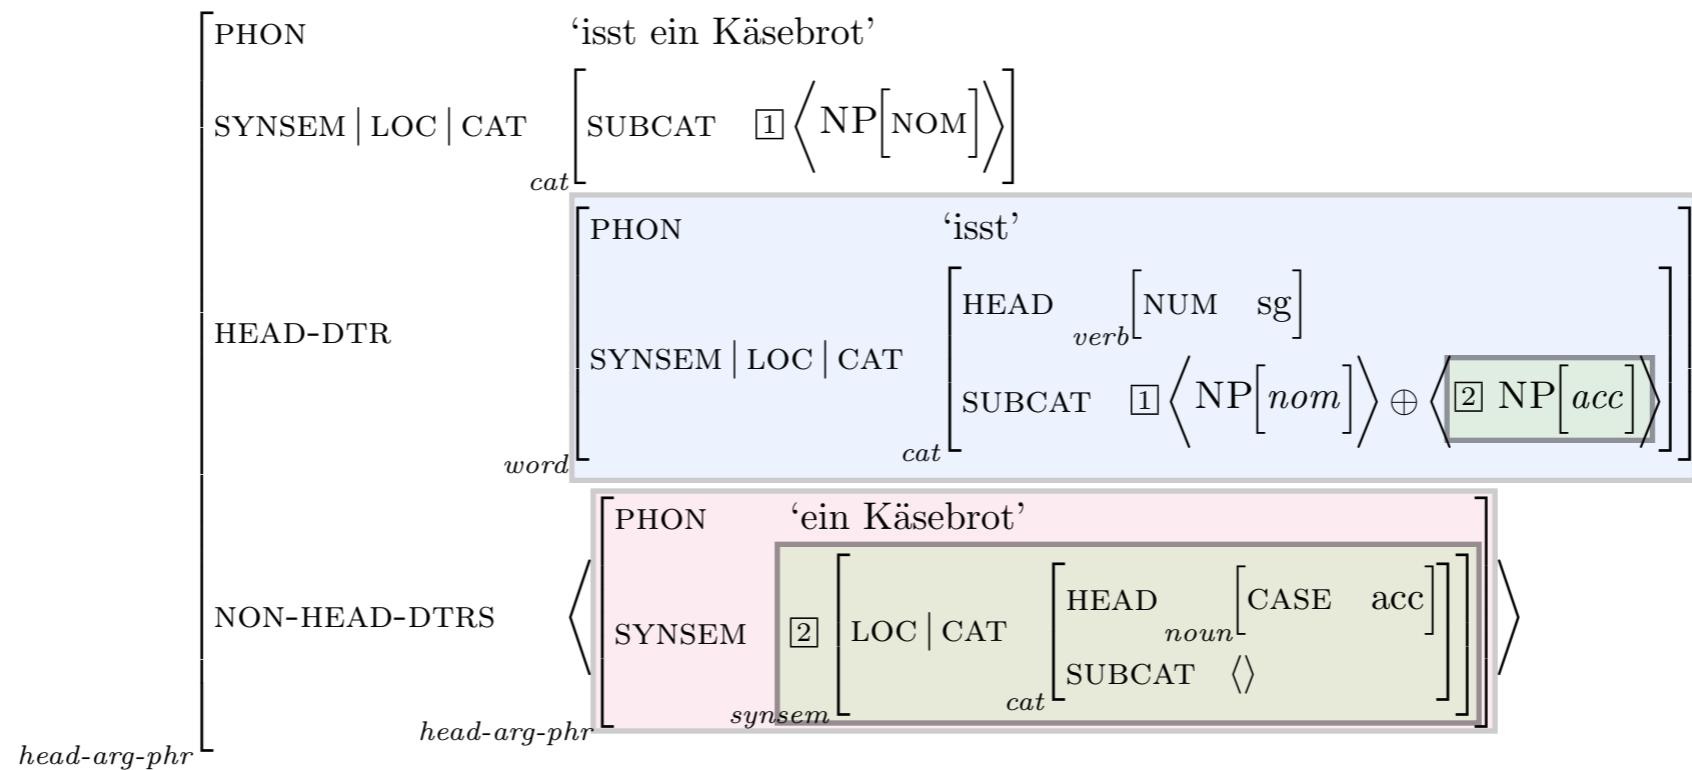 PHON ‘isst ein Käsebrot’
SYNSEM | LOC | CAT cat[SUBCAT 1⟨NP[NOM]⟩]
PHON ‘isst’
HEAD verb[NUM sg]
HEAD-DTR
SYNSEM | LOC | CAT
SUBCAT 1⟨NP[nom]⟩ ⊕ ⟨2 NP[acc]⟩
cat
word
PHON ‘ein Käsebrot’
HEAD noun[CASE acc]
NON-HEAD-DTRS ⟨ SYNSEM 2 [LOC | CAT ⟩
SUBCAT ⟨⟩
cat
synsem
head-arg-phr
head-arg-phr